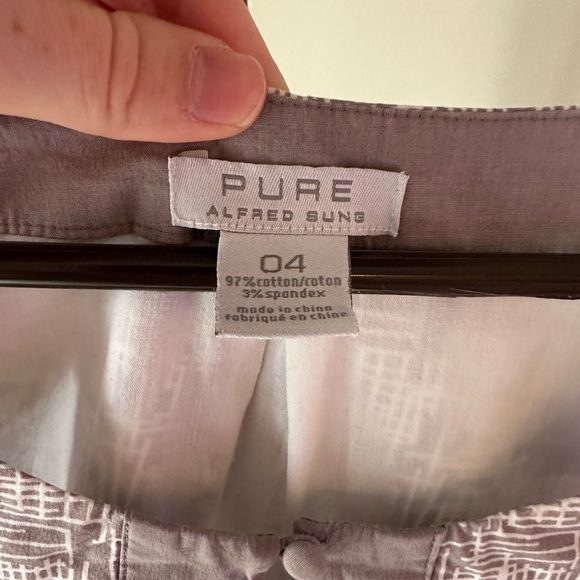 PURE
ALFRED SUNG
04
97%cotton/coton
3%spandex
made in china
fabriqué en chine